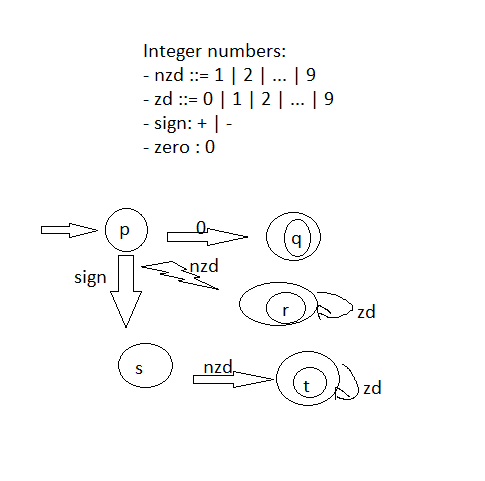 Integer numbers:
- nzd ::= 1 | 2 | ... | 9
- zd ::= 0 | 1 | 2 | ... | 9
- sign: + | -
- zero : 0
p
0
q
sign
nzd
r
zd
s
nzd
t
zd